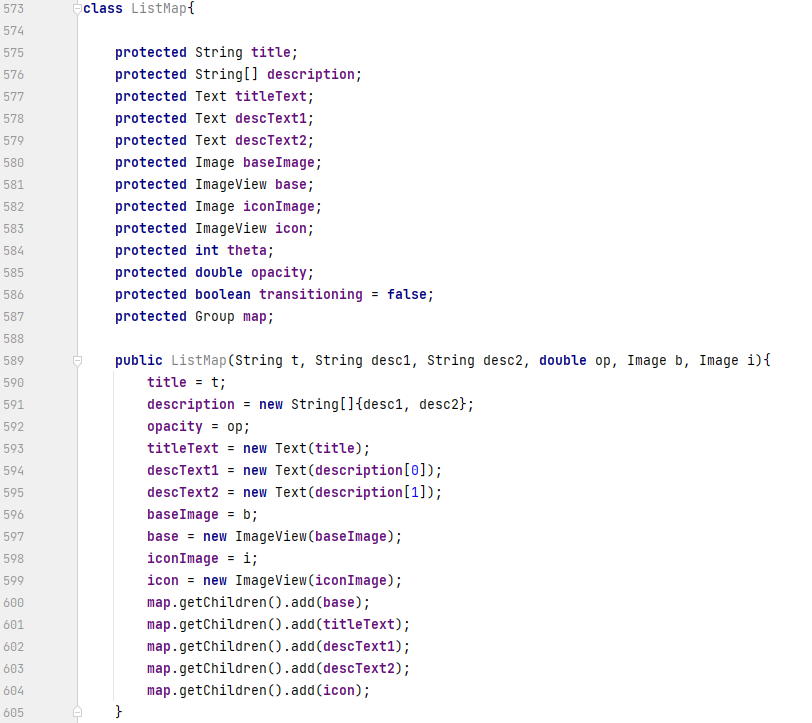 573 class ListMap{
574
575     protected String title;
576     protected String[] description;
577     protected Text titleText;
578     protected Text descText1;
579     protected Text descText2;
580     protected Image baseImage;
581     protected ImageView base;
582     protected Image iconImage;
583     protected ImageView icon;
584     protected int theta;
585     protected double opacity;
586     protected boolean transitioning = false;
587     protected Group map;
588
589     public ListMap(String t, String desc1, String desc2, double op, Image b, Image i){
590         title = t;
591         description = new String[]{desc1, desc2};
592         opacity = op;
593         titleText = new Text(title);
594         descText1 = new Text(description[0]);
595         descText2 = new Text(description[1]);
596         baseImage = b;
597         base = new ImageView(baseImage);
598         iconImage = i;
599         icon = new ImageView(iconImage);
600         map.getChildren().add(base);
601         map.getChildren().add(titleText);
602         map.getChildren().add(descText1);
603         map.getChildren().add(descText2);
604         map.getChildren().add(icon);
605     }